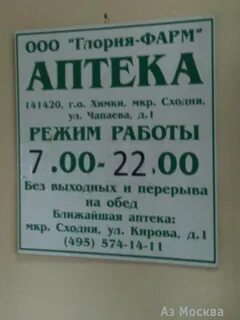 ООО "Глория-ФАРМ"
АПТЕКА
141420, г.о. Химки, мкр. Сходня,
ул. Чапаева, д.1
РЕЖИМ РАБОТЫ
7.00-22.00
Без выходных и перерыва
на обед
Ближайшая аптека:
мкр. Сходня, ул. Кирова, д.1
(495) 574-14-11
Аз Москва